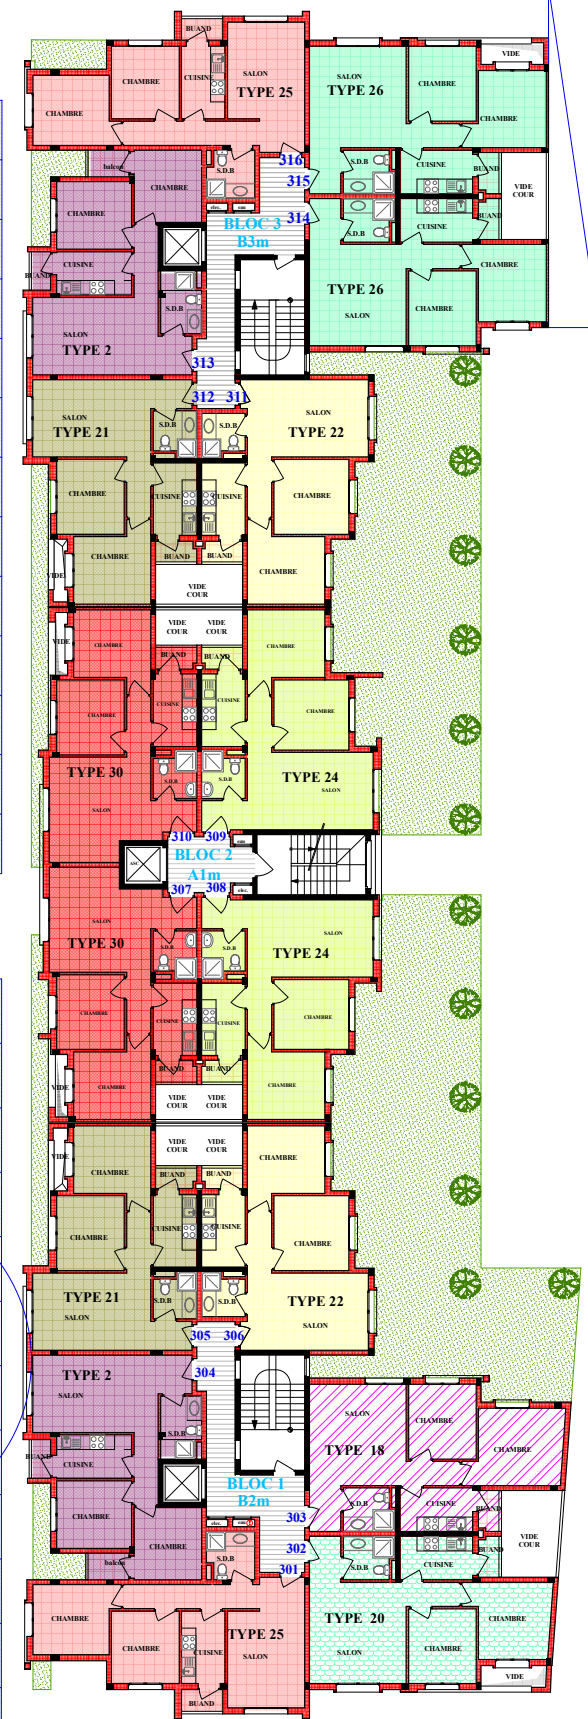 BUAND
CHAMBRE
CUISINE
SALON
TYPE 25
CHAMBRE
S.D.B
SALON
TYPE 26
CHAMBRE
VIDE
CHAMBRE
S.D.B
CUISINE
BUAND
VIDE
COUR
316
315
314
balcon
CHAMBRE
CHAMBRE
elec.
eau
BLOC 3
B3m
CUISINE
BUAND
S.D.B
CUISINE
BUAND
CHAMBRE
TYPE 26
SALON
CHAMBRE
S.D.B
SALON
TYPE 2
313
312
311
SALON
TYPE 21
S.D.B
S.D.B
SALON
TYPE 22
CHAMBRE
CUISINE
CUISINE
CHAMBRE
CHAMBRE
BUAND
BUAND
CHAMBRE
VIDE
VIDE
COUR
VIDE
VIDE
COUR
VIDE
COUR
CHAMBRE
BUAND
BUAND
CHAMBRE
CHAMBRE
CUISINE
CUISINE
CHAMBRE
TYPE 30
S.D.B
S.D.B
TYPE 24
SALON
SALON
310
309
eau
ASC
BLOC 2
A1m
307
308
elec.
SALON
TYPE 30
S.D.B
S.D.B
SALON
TYPE 24
CHAMBRE
CUISINE
CUISINE
CHAMBRE
BUAND
BUAND
VIDE
CHAMBRE
CHAMBRE
VIDE
COUR
VIDE
COUR
VIDE
VIDE
COUR
VIDE
COUR
CHAMBRE
CHAMBRE
BUAND
BUAND
CHAMBRE
CUISINE
CUISINE
CHAMBRE
TYPE 21
SALON
S.D.B
S.D.B
TYPE 22
SALON
305
306
304
TYPE 2
SALON
S.D.B
CUISINE
BUAND
CHAMBRE
SALON
CHAMBRE
TYPE 18
CHAMBRE
BLOC 1
B2m
303
302
301
elec.
eau
S.D.B
CUISINE
BUAND
VIDE
COUR
balcon
CHAMBRE
S.D.B
S.D.B
CUISINE
BUAND
CHAMBRE
CHAMBRE
CUISINE
TYPE 25
SALON
BUAND
TYPE 20
SALON
CHAMBRE
CHAMBRE
VIDE